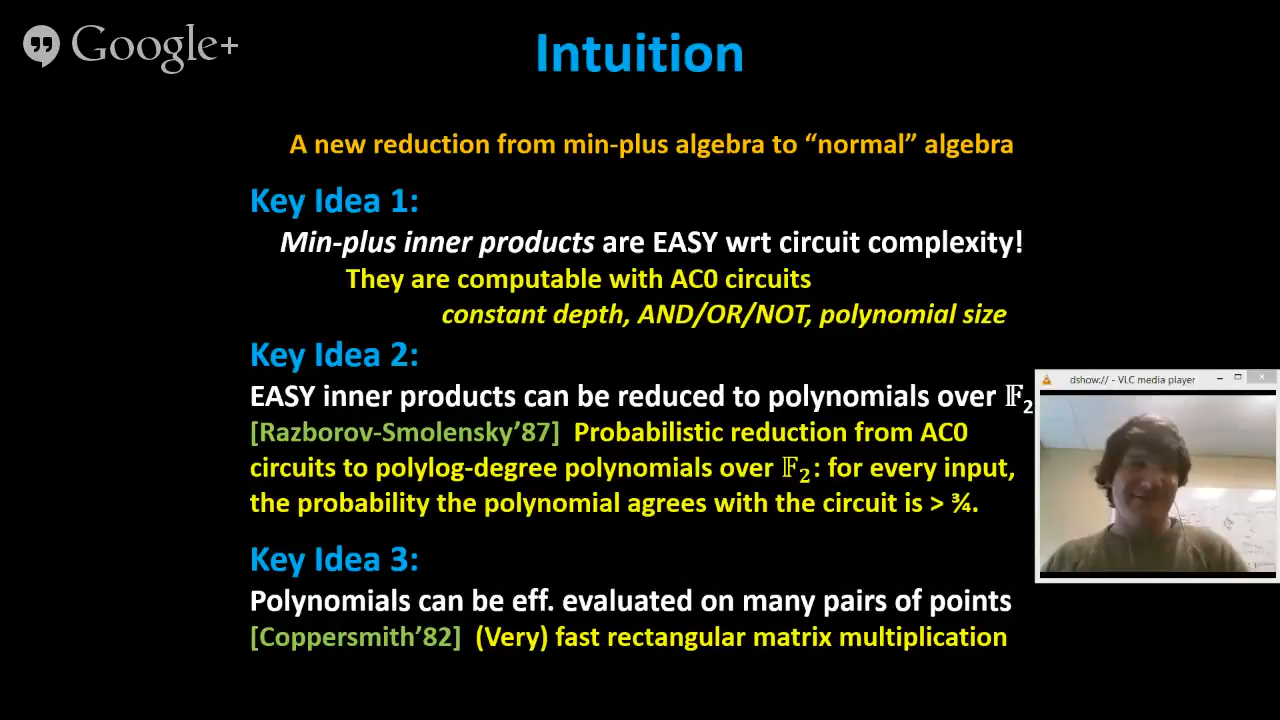 Google+
Intuition
A new reduction from min-plus algebra to “normal” algebra
Key Idea 1:
Min-plus inner products are EASY wrt circuit complexity!
They are computable with AC0 circuits
constant depth, AND/OR/NOT, polynomial size
Key Idea 2:
EASY inner products can be reduced to polynomials over 𝔽₂
[Razborov-Smolensky’87] Probabilistic reduction from AC0
circuits to polylog-degree polynomials over 𝔽₂: for every input,
the probability the polynomial agrees with the circuit is > ¾.
Key Idea 3:
Polynomials can be eff. evaluated on many pairs of points
[Coppersmith’82] (Very) fast rectangular matrix multiplication
dshow:// - VLC media player